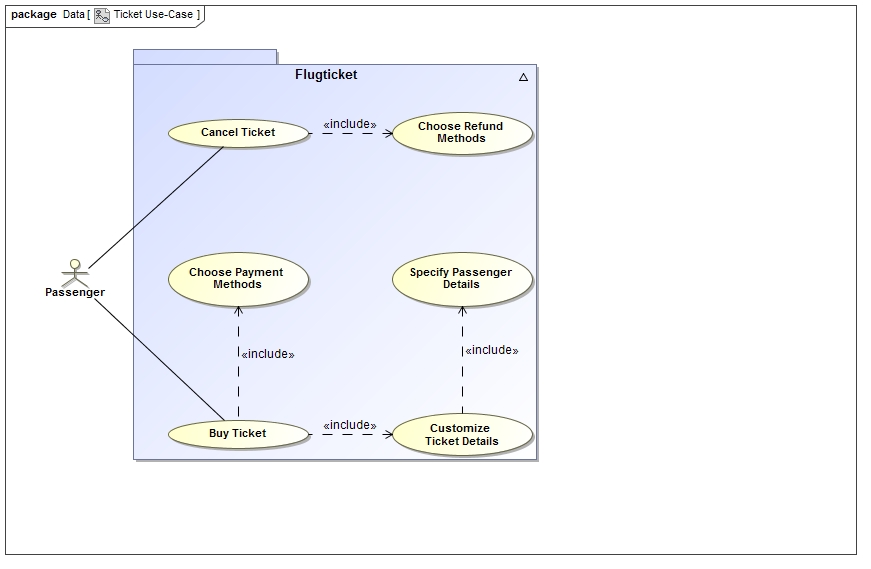 package Data [ Ticket Use-Case ]
Flugticket
Cancel Ticket
«include»
Choose Refund
Methods
Passenger
Choose Payment
Methods
Specify Passenger
Details
«include»
«include»
Buy Ticket
«include»
Customize
Ticket Details